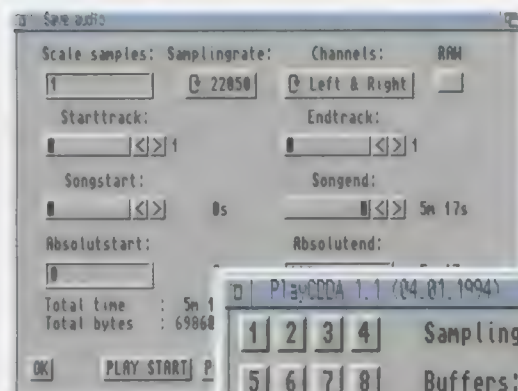 Save audio
Scale samples: Samplingrate: Channels: RAW
1 22050 Left & Right
Starttrack: Endtrack:
1 1
Songstart: Songend:
0s 5m 17s
Absolutstart: Absolutend:
0
Total time : 5m 1
Total bytes : 69860
OK PLAY START P
PlayCDDA 1.1 (04.01.1994)
1 2 3 4 Sampling
5 6 7 8 Buffers: